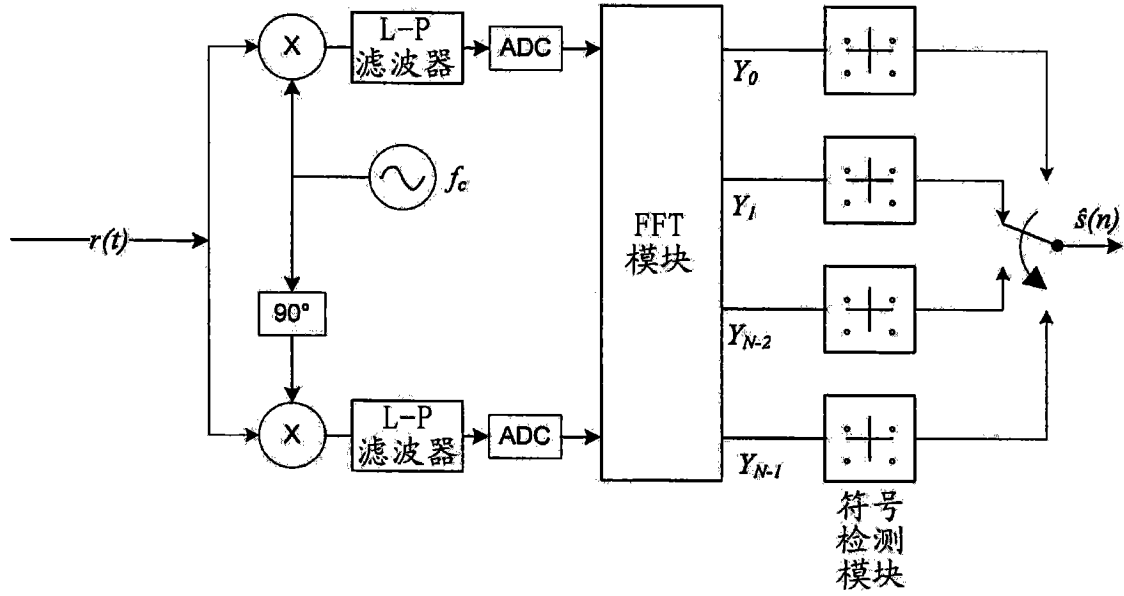 X
L-P
滤波器
ADC
Y0
fc
Y1
r(t)
FFT
模块
ŝ(n)
90°
YN-2
X
L-P
滤波器
ADC
YN-1
符号
检测
模块